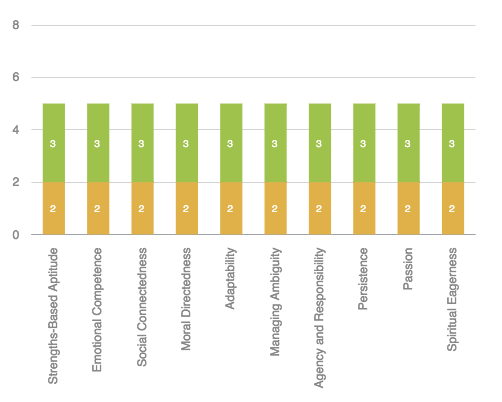 8
6
4
2
0
3 3 3 3 3 3 3 3 3 3
2 2 2 2 2 2 2 2 2 2
Strengths-Based Aptitude
Emotional Competence
Social Connectedness
Moral Directedness
Adaptability
Managing Ambiguity
Agency and Responsibility
Persistence
Passion
Spiritual Eagerness